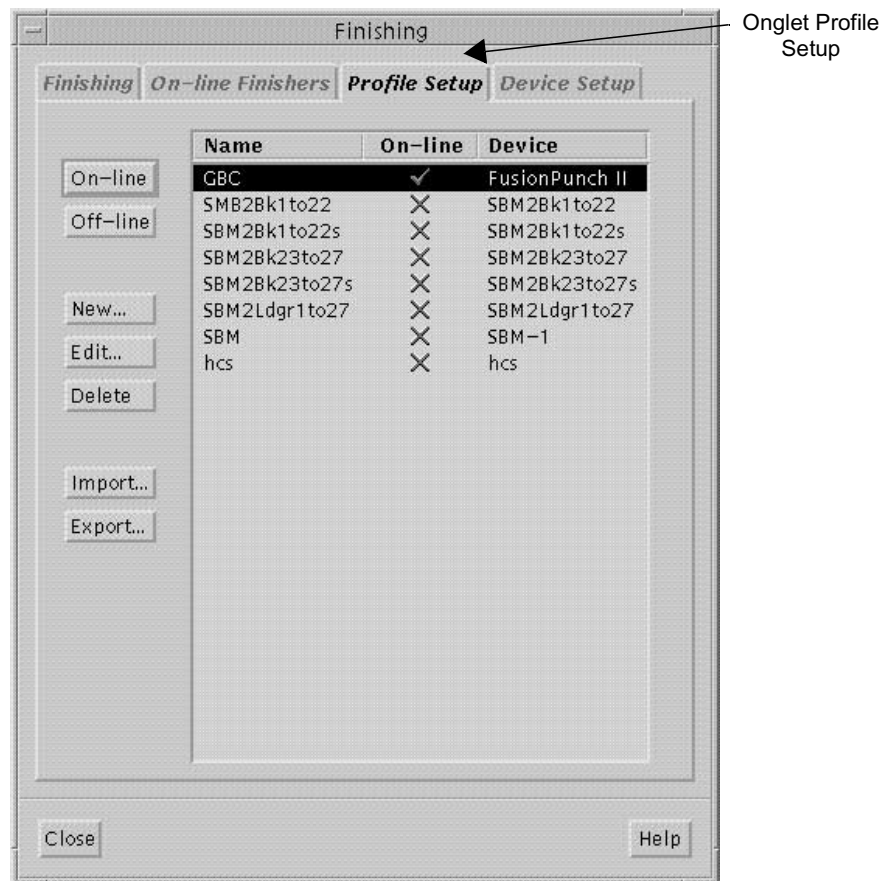 Finishing
Onglet Profile
Setup
Finishing On-line Finishers Profile Setup Device Setup
Name On-line Device
On-line
Off-line
New...
Edit...
Delete
Import...
Export...
GBC FusionPunch II
SMB2Bk1to22 SBM2Bk1to22
SBM2Bk1to22s SBM2Bk1to22s
SBM2Bk23to27 SBM2Bk23to27
SBM2Bk23to27s SBM2Bk23to27s
SBM2Ldgr1to27 SBM2Ldgr1to27
SBM SBM-1
hcs hcs
Close Help